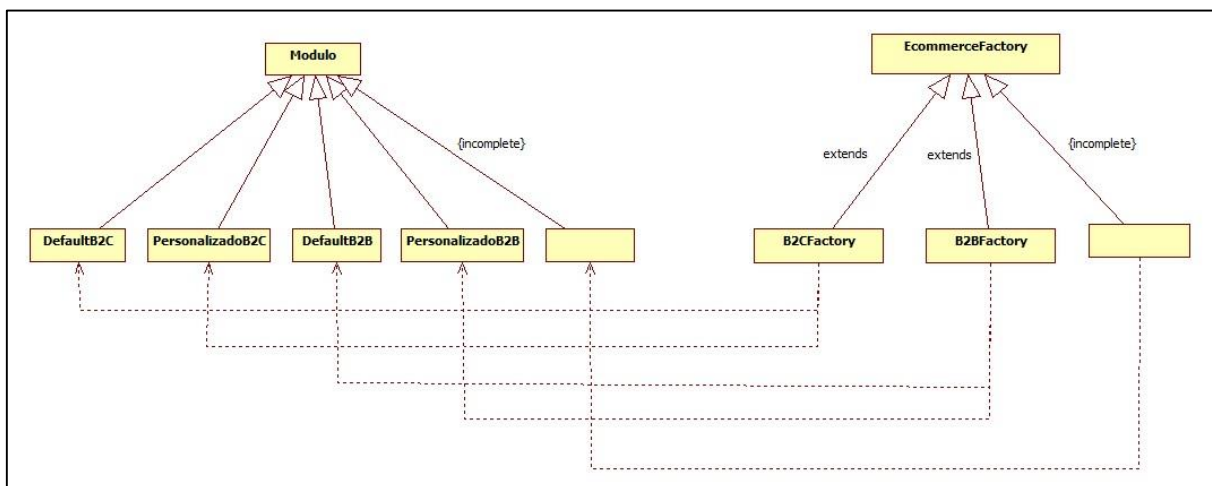 Modulo
EcommerceFactory
{incomplete}
{incomplete}
extends
extends
DefaultB2C
PersonalizadoB2C
DefaultB2B
PersonalizadoB2B
B2CFactory
B2BFactory